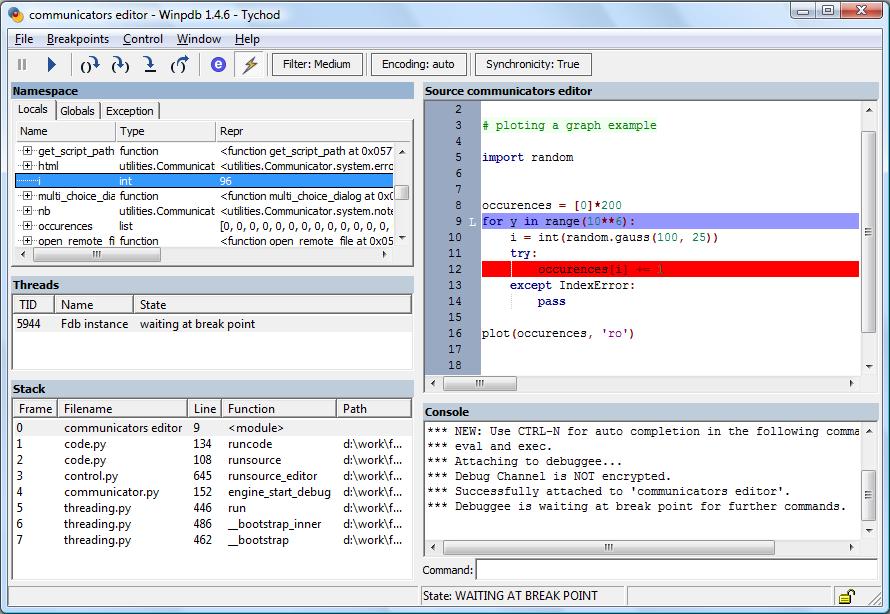 communicators editor - Winpdb 1.4.6 - Tychod
File Breakpoints Control Window Help
Filter: Medium Encoding: auto Synchronicity: True
Namespace
Locals Globals Exception
Name Type Repr
get_script_path function <function get_script_path at 0x057
html utilities.Communicat <utilities.Communicator.system.errc
i int 96
multi_choice_dia function <function multi_choice_dialog at 0x0
nb utilities.Communicat <utilities.Communicator.system.note
occurences list [0, 0, 0, 0, 0, 0, 0, 0, 0, 0, 0, 0,
open_remote_fi function <function open_remote_file at 0x05
Threads
TID Name State
5944 Fdb instance waiting at break point
Stack
Frame Filename Line Function Path
0 communicators editor 9 <module>
1 code.py 134 runcode d:\work\f...
2 code.py 108 runsource d:\work\f...
3 control.py 645 runsource_editor d:\work\f...
4 communicator.py 152 engine_start_debug d:\work\f...
5 threading.py 446 run d:\work\f...
6 threading.py 486 __bootstrap_inner d:\work\f...
7 threading.py 462 __bootstrap d:\work\f...
Source communicators editor
2
3 # ploting a graph example
4
5 import random
6
7
8 occurences = [0]*200
9 L for y in range(10**6):
10 i = int(random.gauss(100, 25))
11 try:
12 occurences[i] += 1
13 except IndexError:
14 pass
15
16 plot(occurences, 'ro')
17
18
Console
*** NEW: Use CTRL-N for auto completion in the following comma
*** eval and exec.
*** Attaching to debuggee...
*** Debug Channel is NOT encrypted.
*** Successfully attached to 'communicators editor'.
*** Debuggee is waiting at break point for further commands.
Command:
State: WAITING AT BREAK POINT